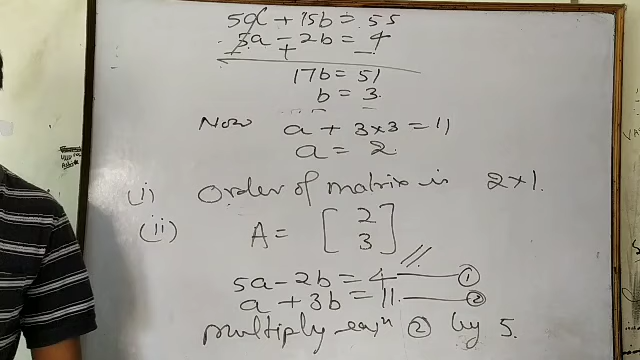 5a + 15b = 55
5a - 2b = 4
- + -
17b = 51
b = 3.
Now a + 3×3 = 11
a = 2.
(i) Order of matrix is 2×1.
(ii) A = [ 2
3 ]
5a - 2b = 4 — ①
a + 3b = 11. — ②
multiply eqⁿ ② by 5.